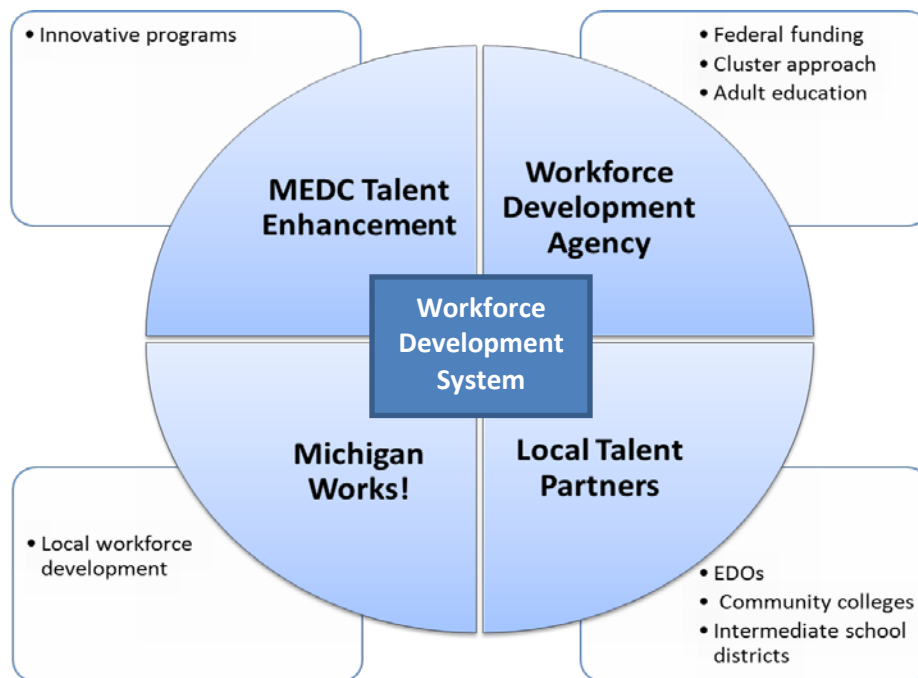 • Innovative programs
• Federal funding
• Cluster approach
• Adult education
MEDC Talent
Enhancement
Workforce
Development
Agency
Workforce
Development
System
Michigan
Works!
Local Talent
Partners
• Local workforce
development
• EDOs
• Community colleges
• Intermediate school
districts